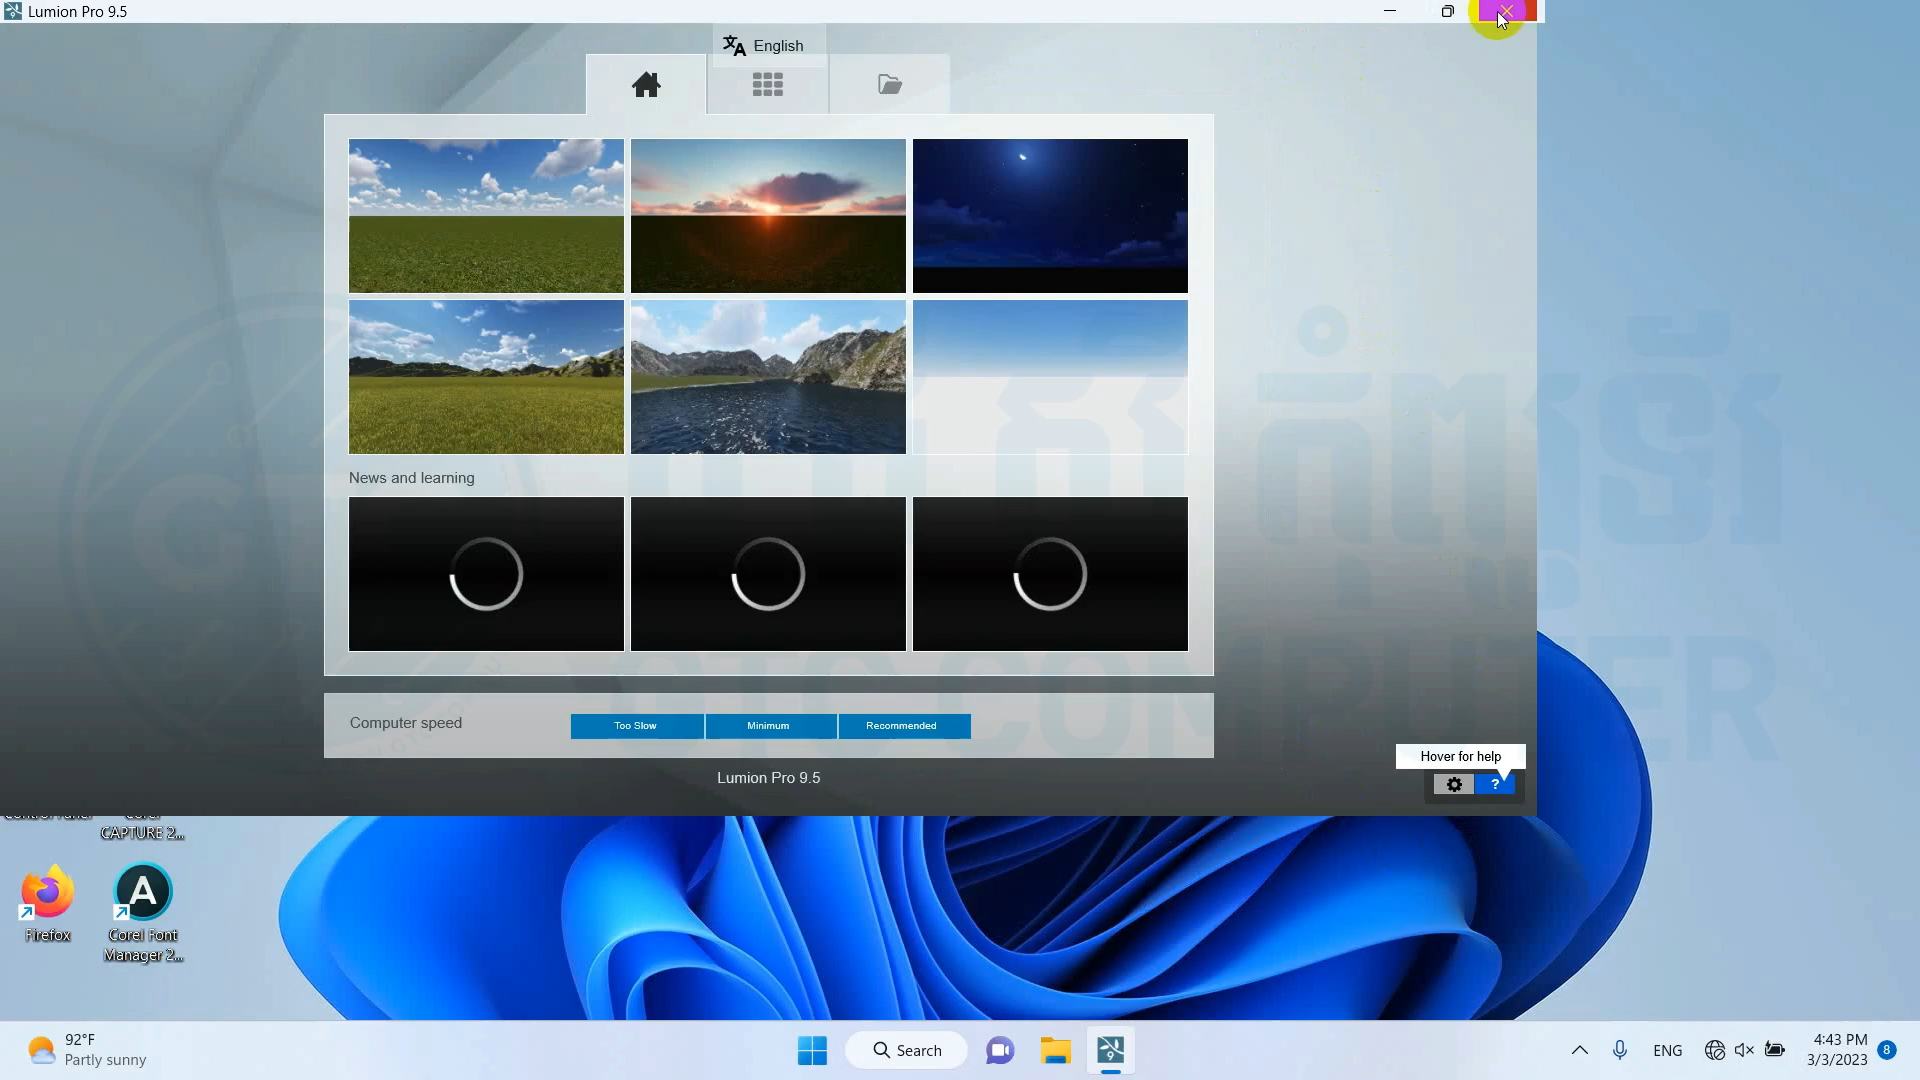 Lumion Pro 9.5
English
News and learning
Computer speed
Too Slow
Minimum
Recommended
Lumion Pro 9.5
Hover for help
?
CAPTURE 2...
Firefox
Corel Font
Manager 2...
92°F
Partly sunny
Search
ENG
4:43 PM
3/3/2023
8
GTC COMPUTER